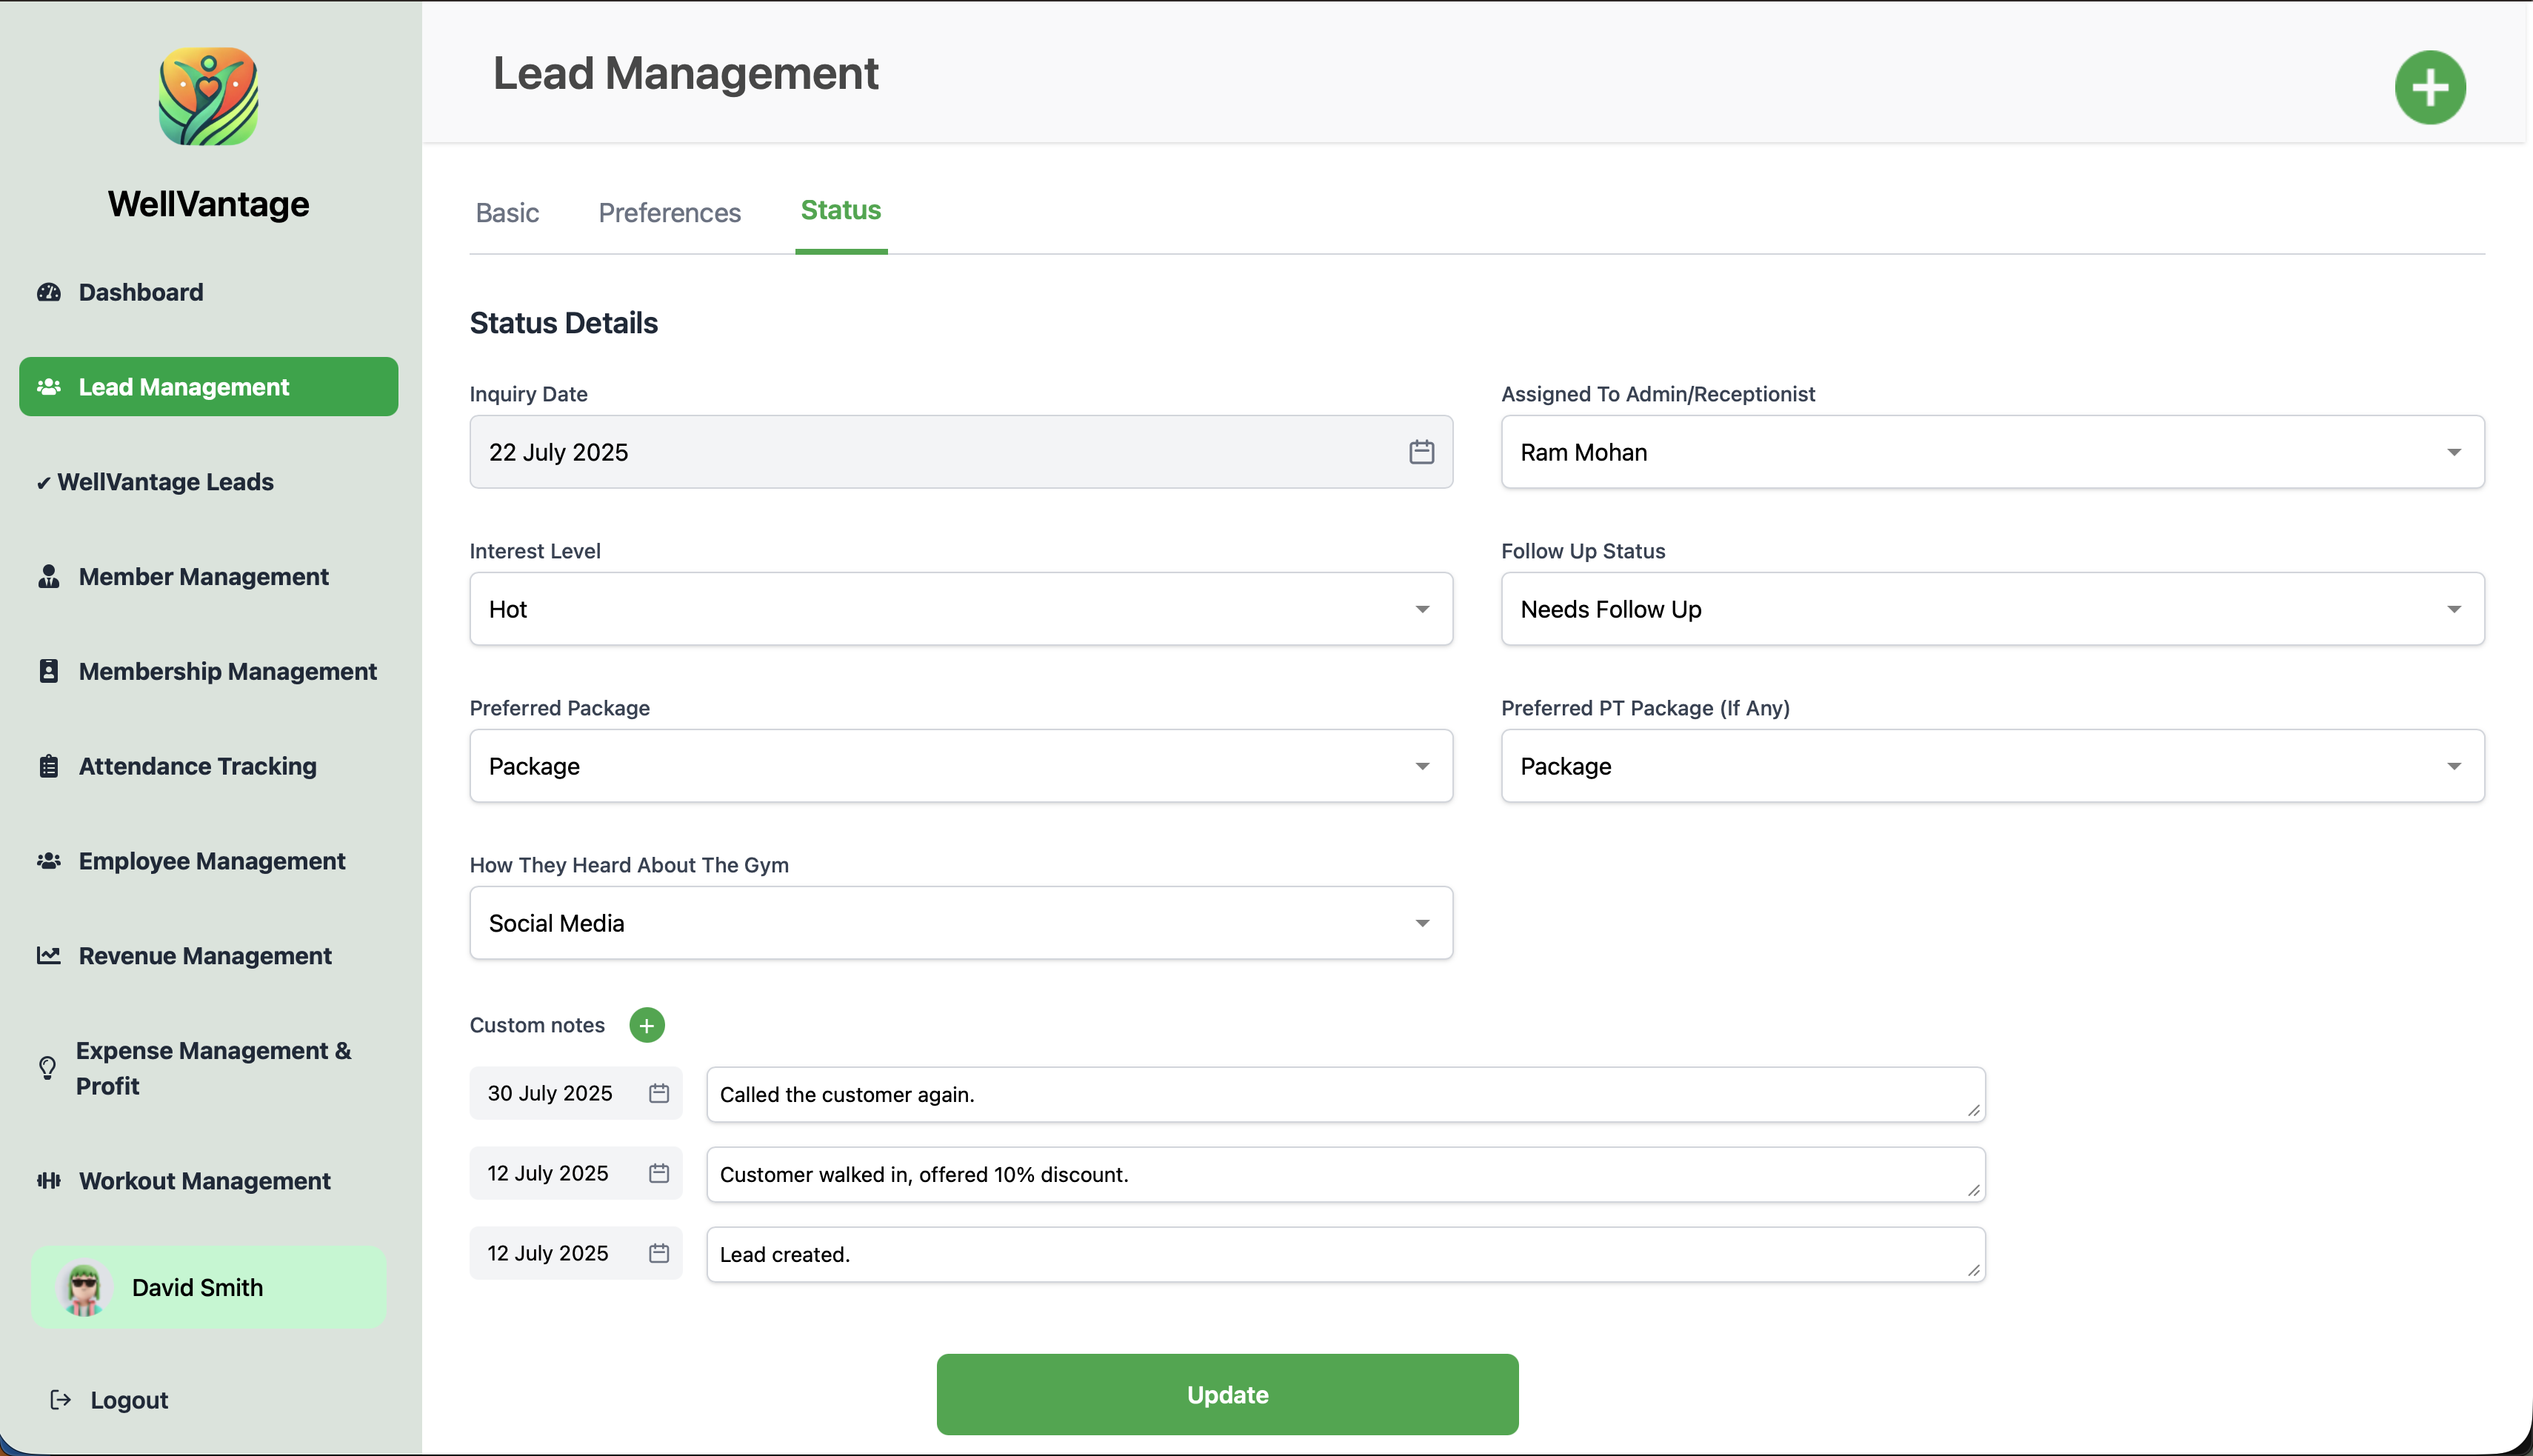 WellVantage
Dashboard
Lead Management
✔ WellVantage Leads
Member Management
Membership Management
Attendance Tracking
Employee Management
Revenue Management
Expense Management &
Profit
Workout Management
David Smith
Logout
Lead Management
Basic
Preferences
Status
Status Details
Inquiry Date
22 July 2025
Assigned To Admin/Receptionist
Ram Mohan
Interest Level
Hot
Follow Up Status
Needs Follow Up
Preferred Package
Package
Preferred PT Package (If Any)
Package
How They Heard About The Gym
Social Media
Custom notes
30 July 2025
Called the customer again.
12 July 2025
Customer walked in, offered 10% discount.
12 July 2025
Lead created.
Update